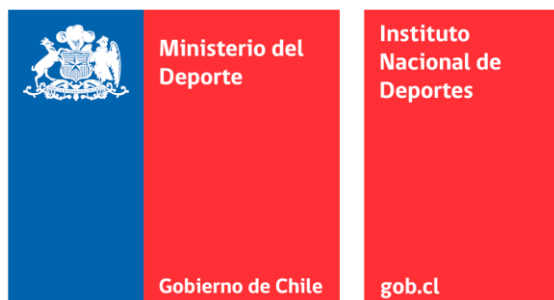 Ministerio del
Deporte
Gobierno de Chile
Instituto
Nacional de
Deportes
gob.cl